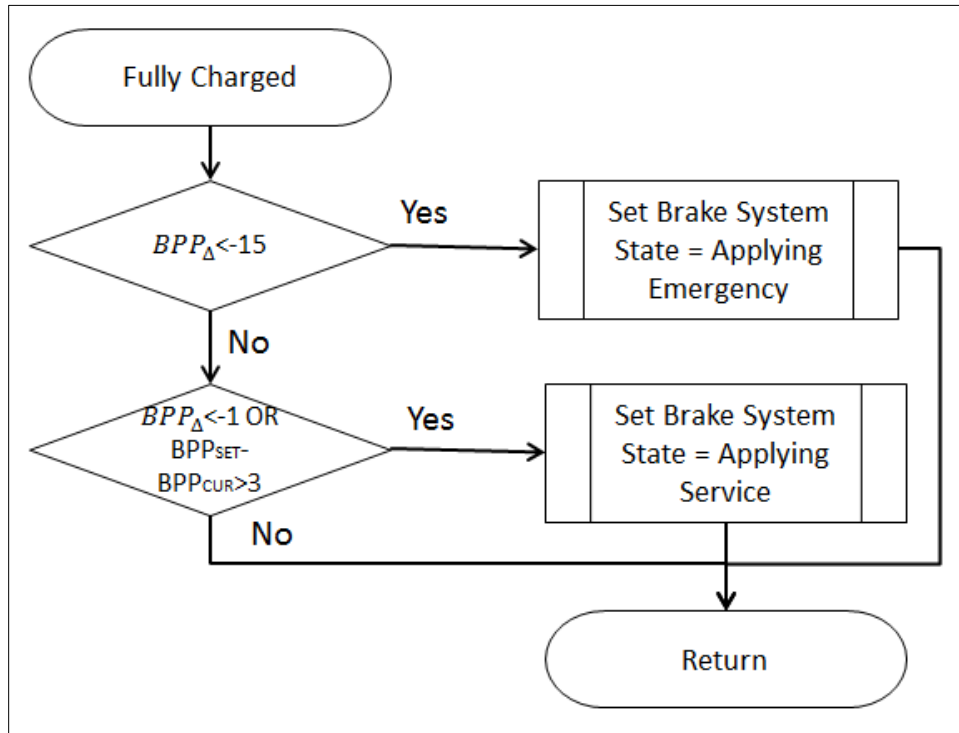 Fully Charged
BPP∆<-15
Yes
Set Brake System
State = Applying
Emergency
No
BPP∆<-1 OR
BPPSET-
BPPCUR>3
Yes
Set Brake System
State = Applying
Service
No
Return